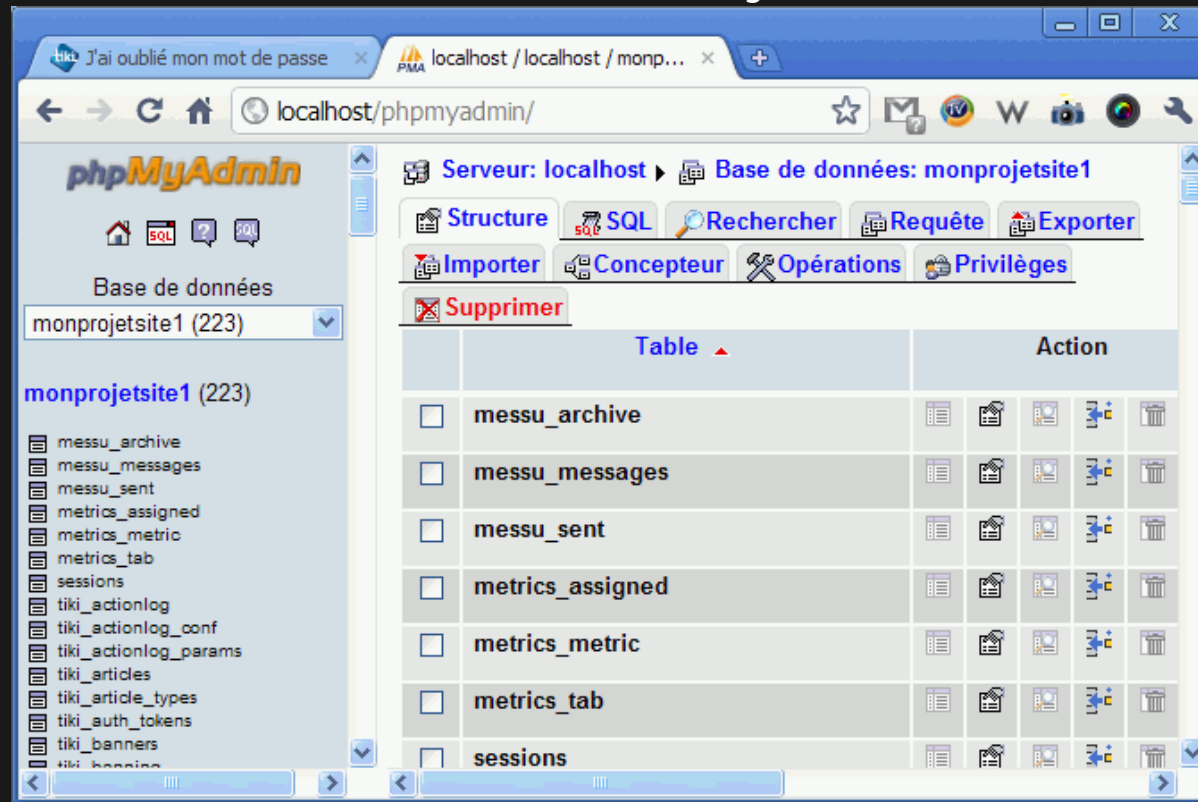 J'ai oublié mon mot de passe
localhost / localhost / monp...
localhost/phpmyadmin/
phpMyAdmin
Base de données
monprojetsite1 (223)
monprojetsite1 (223)
messu_archive
messu_messages
messu_sent
metrics_assigned
metrics_metric
metrics_tab
sessions
tiki_actionlog
tiki_actionlog_conf
tiki_actionlog_params
tiki_articles
tiki_article_types
tiki_auth_tokens
tiki_banners
Serveur: localhost Base de données: monprojetsite1
Structure SQL Rechercher Requête Exporter
Importer Concepteur Opérations Privilèges
Supprimer
Table Action
messu_archive
messu_messages
messu_sent
metrics_assigned
metrics_metric
metrics_tab
sessions